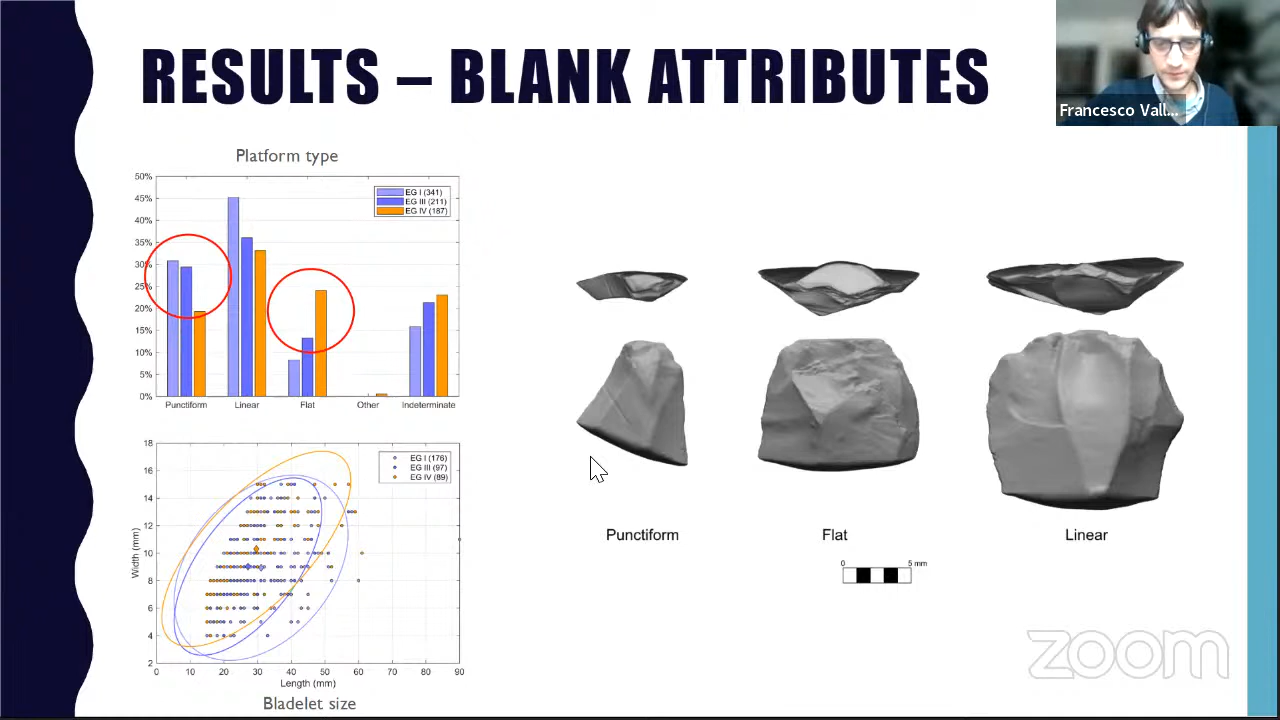 RESULTS – BLANK ATTRIBUTES
Francesco Vall...
Platform type
50%
45%
40%
35%
30%
25%
20%
15%
10%
5%
0%
EG I (341)
EG III (211)
EG IV (187)
Punctiform Linear Flat Other Indeterminate
18
16
14
12
10
8
6
4
2
Width (mm)
EG I (176)
EG III (97)
EG IV (89)
0 10 20 30 40 50 60 70 80 90
Length (mm)
Bladelet size
Punctiform Flat Linear
0 5 mm
zoom